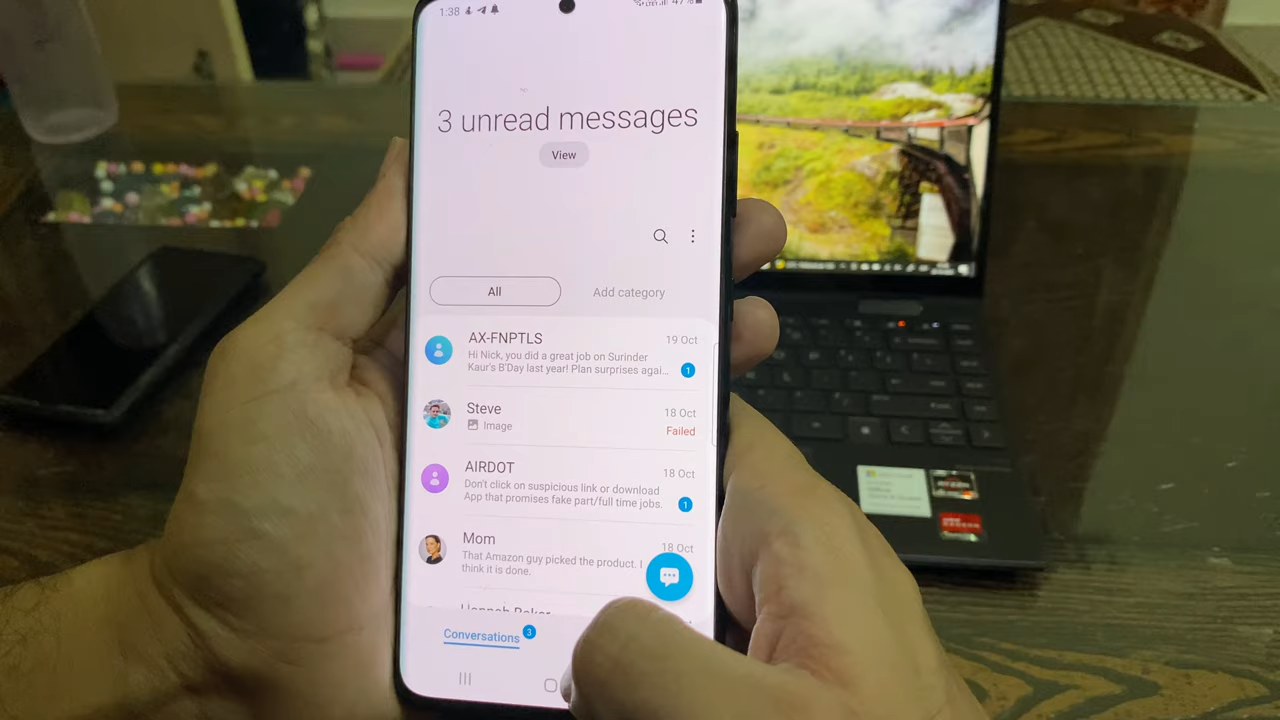 1:38
47%
3 unread messages
View
All
Add category
AX-FNPTLS
19 Oct
Hi Nick, you did a great job on Surinder
Kaur's B'Day last year! Plan surprises agai...
1
Steve
18 Oct
Image
Failed
AIRDOT
18 Oct
Don't click on suspicious link or download
App that promises fake part/full time jobs.
1
Mom
18 Oct
That Amazon guy picked the product. I
think it is done.
Hannah Baker
Conversations
3